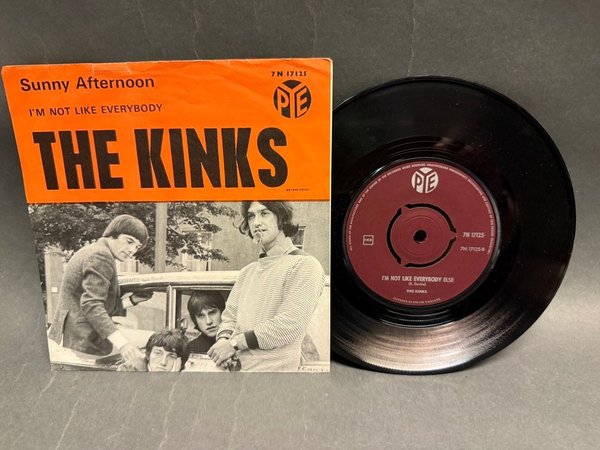 Sunny Afternoon
7N 17125
PYE
I'M NOT LIKE EVERYBODY
THE KINKS
PYE
7N 17125
7N. 17125-B
I'M NOT LIKE EVERYBODY ELSE
(R. Davies)
THE KINKS